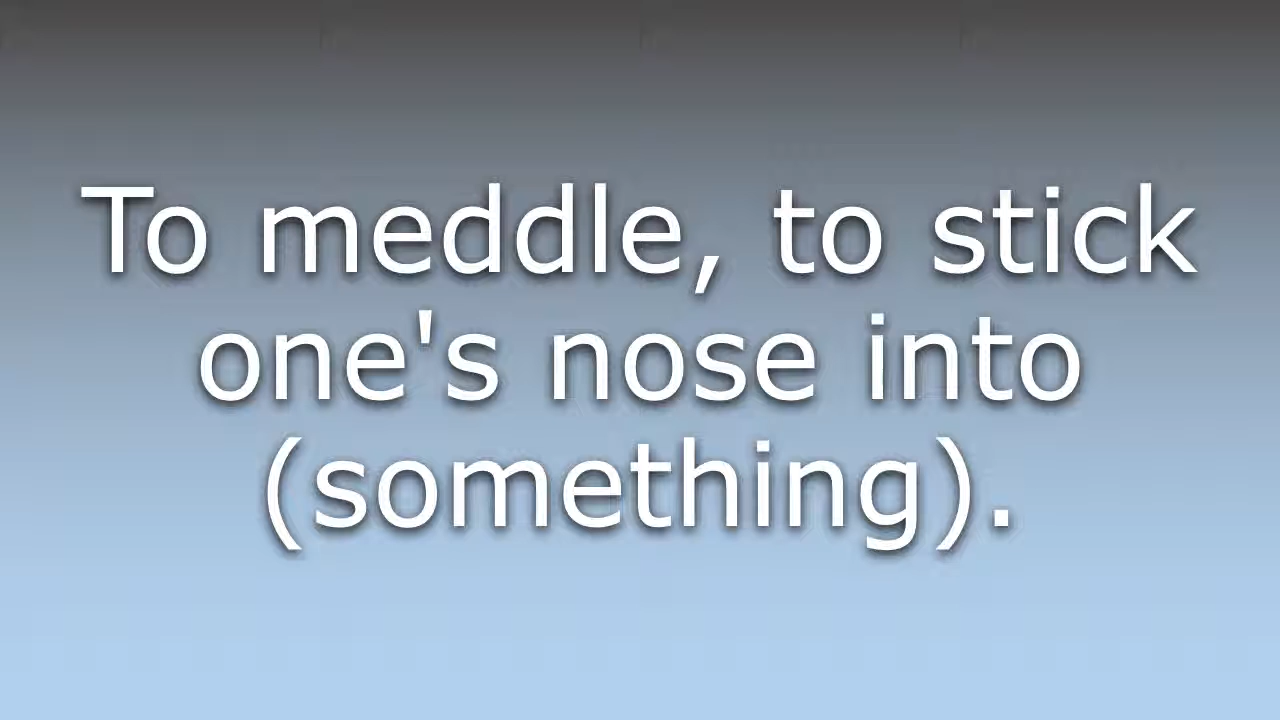 To meddle, to stick
one's nose into
(something).